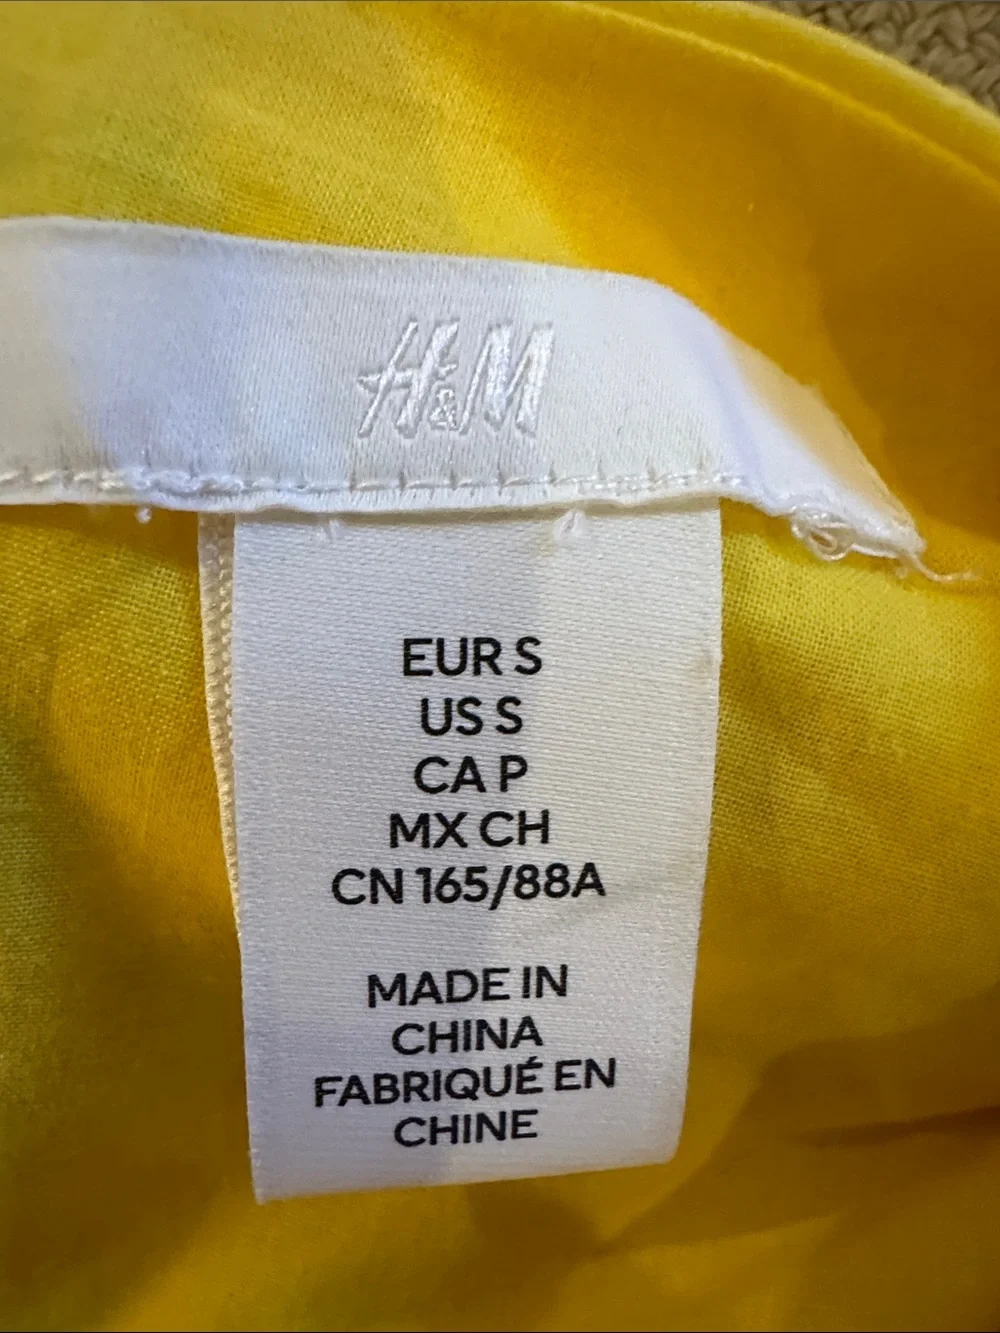 H&M
EUR S
US S
CA P
MX CH
CN 165/88A
MADE IN
CHINA
FABRIQUÉ EN
CHINE